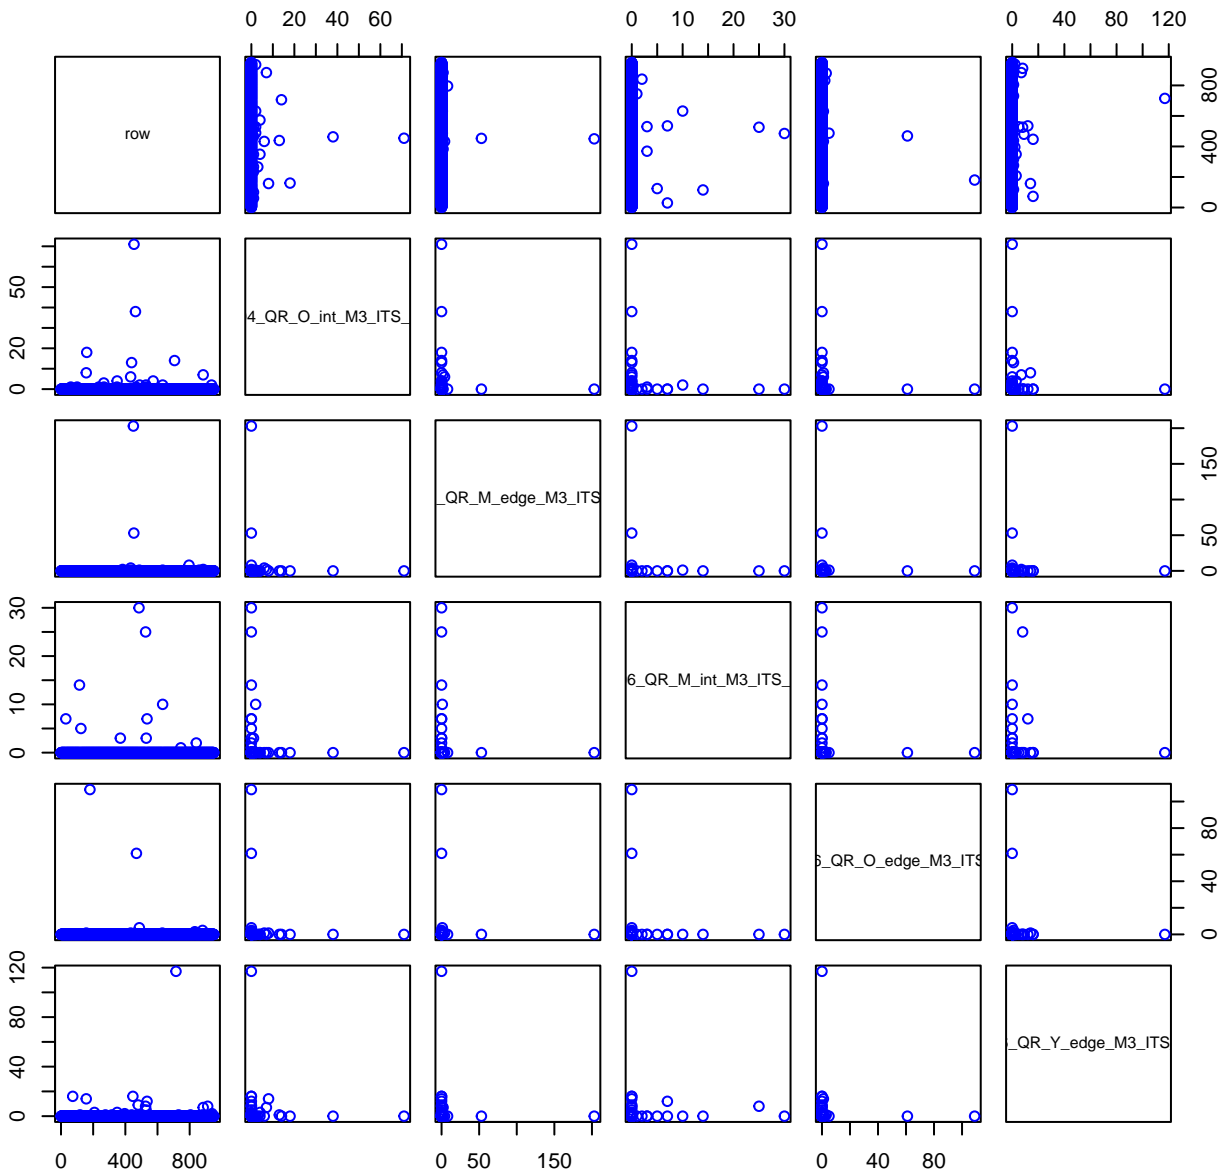 0 20 40 60
0 10 20 30
0 40 80 120
row
0 400 800
0 20 50
4_QR_O_int_M3_ITS_
_QR_M_edge_M3_ITS
0 50 150
0 10 20 30
6_QR_M_int_M3_ITS_
6_QR_O_edge_M3_ITS
0 40 80
0 40 80 120
_QR_Y_edge_M3_ITS
0 400 800
0 50 150
0 40 80